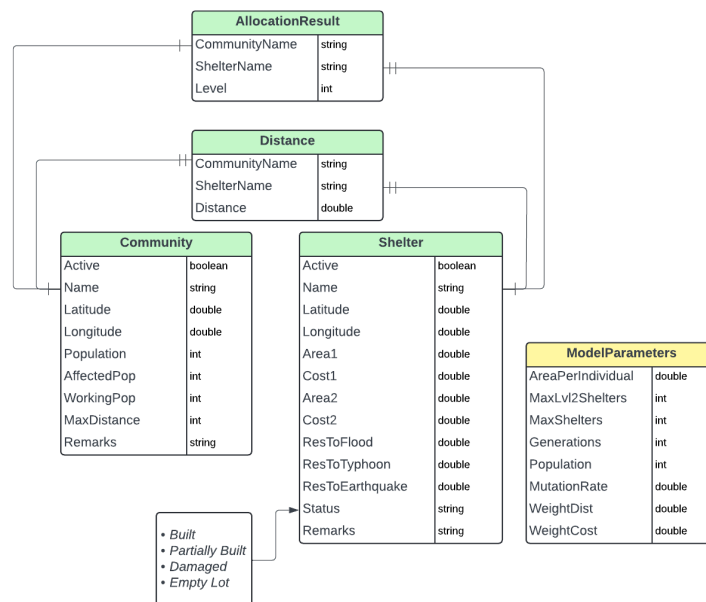 AllocationResult
CommunityName string
ShelterName string
Level int
Distance
CommunityName string
ShelterName string
Distance double
Community
Active boolean
Name string
Latitude double
Longitude double
Population int
AffectedPop int
WorkingPop int
MaxDistance int
Remarks string
Shelter
Active boolean
Name string
Latitude double
Longitude double
Area1 double
Cost1 double
Area2 double
Cost2 double
ResToFlood double
ResToTyphoon double
ResToEarthquake double
Status string
Remarks string
ModelParameters
AreaPerIndividual double
MaxLvl2Shelters int
MaxShelters int
Generations int
Population int
MutationRate double
WeightDist double
WeightCost double
• Built
• Partially Built
• Damaged
• Empty Lot